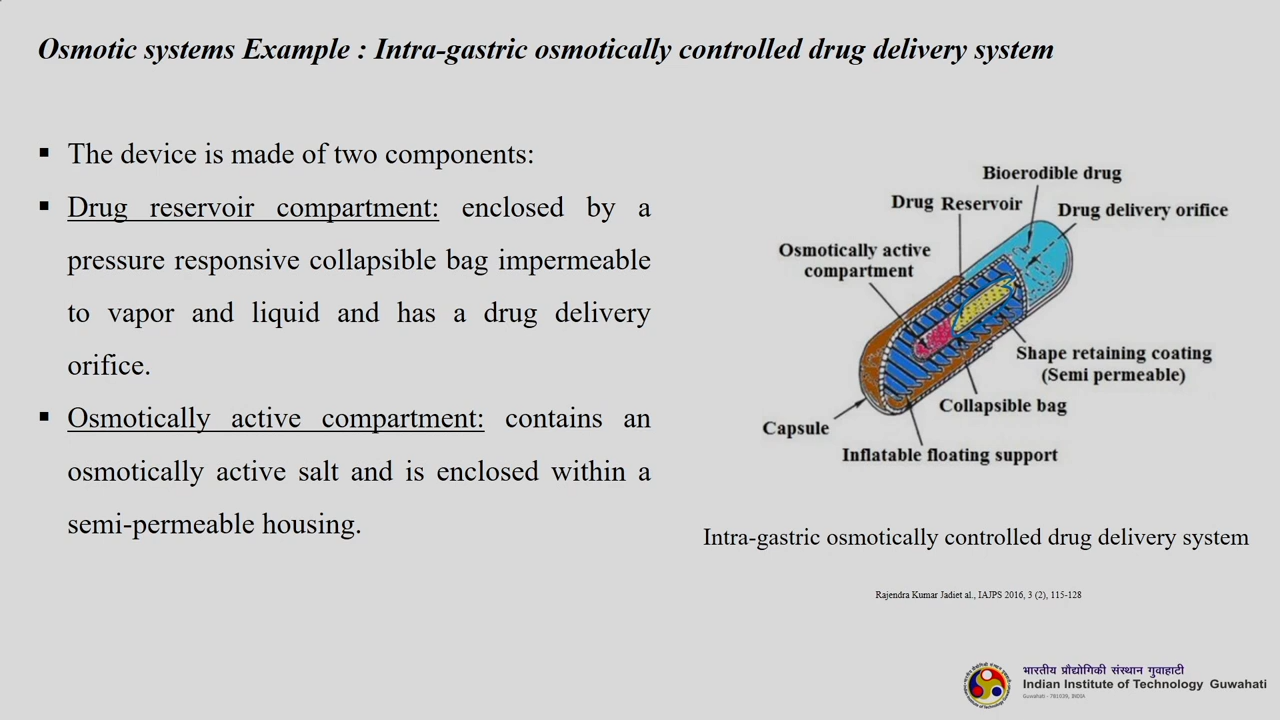 Osmotic systems Example : Intra-gastric osmotically controlled drug delivery system
▪ The device is made of two components:
▪ Drug reservoir compartment: enclosed by a
pressure responsive collapsible bag impermeable
to vapor and liquid and has a drug delivery
orifice.
▪ Osmotically active compartment: contains an
osmotically active salt and is enclosed within a
semi-permeable housing.
Bioerodible drug
Drug Reservoir
Drug delivery orifice
Osmotically active
compartment
Shape retaining coating
(Semi permeable)
Collapsible bag
Capsule
Inflatable floating support
Intra-gastric osmotically controlled drug delivery system
Rajendra Kumar Jadiet al., IAJPS 2016, 3 (2), 115-128
भारतीय प्रौद्योगिकी संस्थान गुवाहाटी
Indian Institute of Technology Guwahati
Guwahati - 781039, INDIA